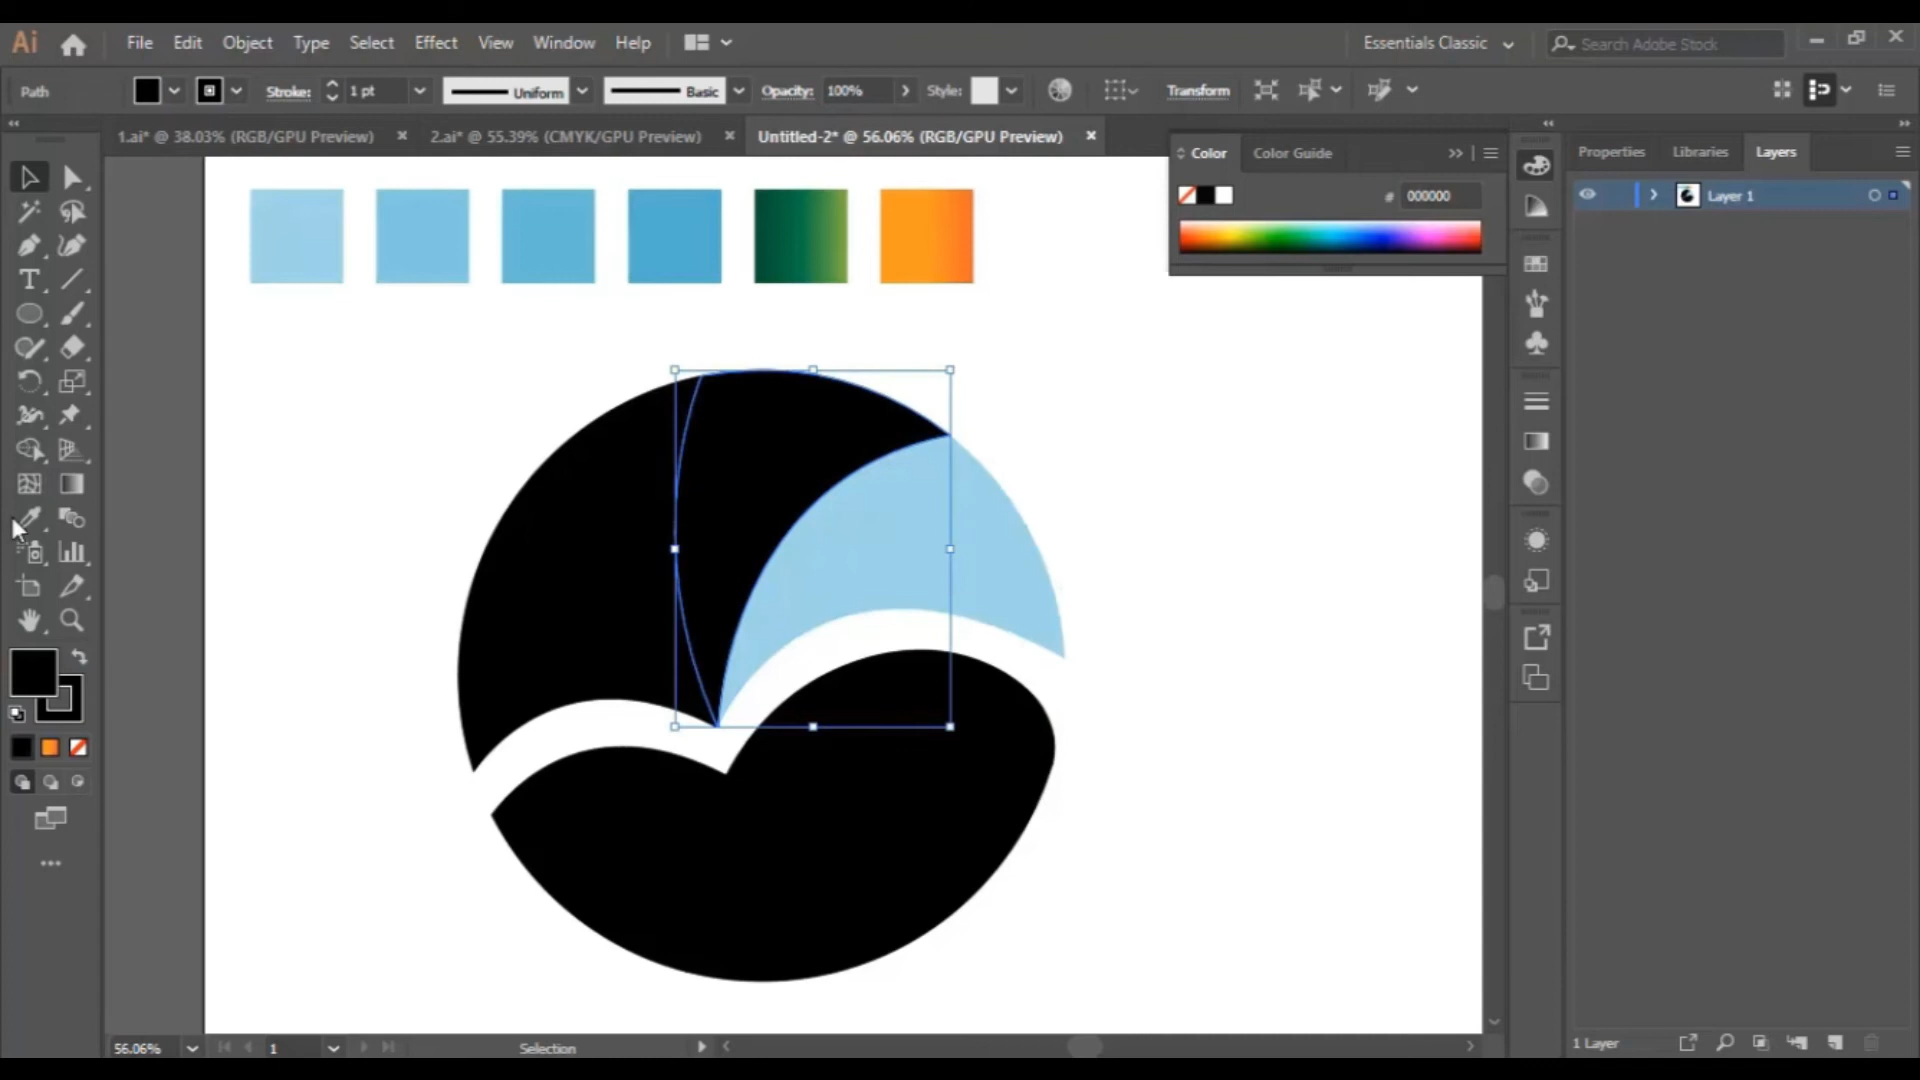 Ai File Edit Object Type Select Effect View Window Help Essentials Classic Search Adobe Stock
Path Stroke: 1 pt Uniform Basic Opacity: 100% Style: Transform
1.ai* @ 38.03% (RGB/GPU Preview) 2.ai* @ 55.39% (CMYK/GPU Preview) Untitled-2* @ 56.06% (RGB/GPU Preview)
Color Color Guide Properties Libraries Layers
# 000000 Layer 1
56.06% 1 Selection 1 Layer